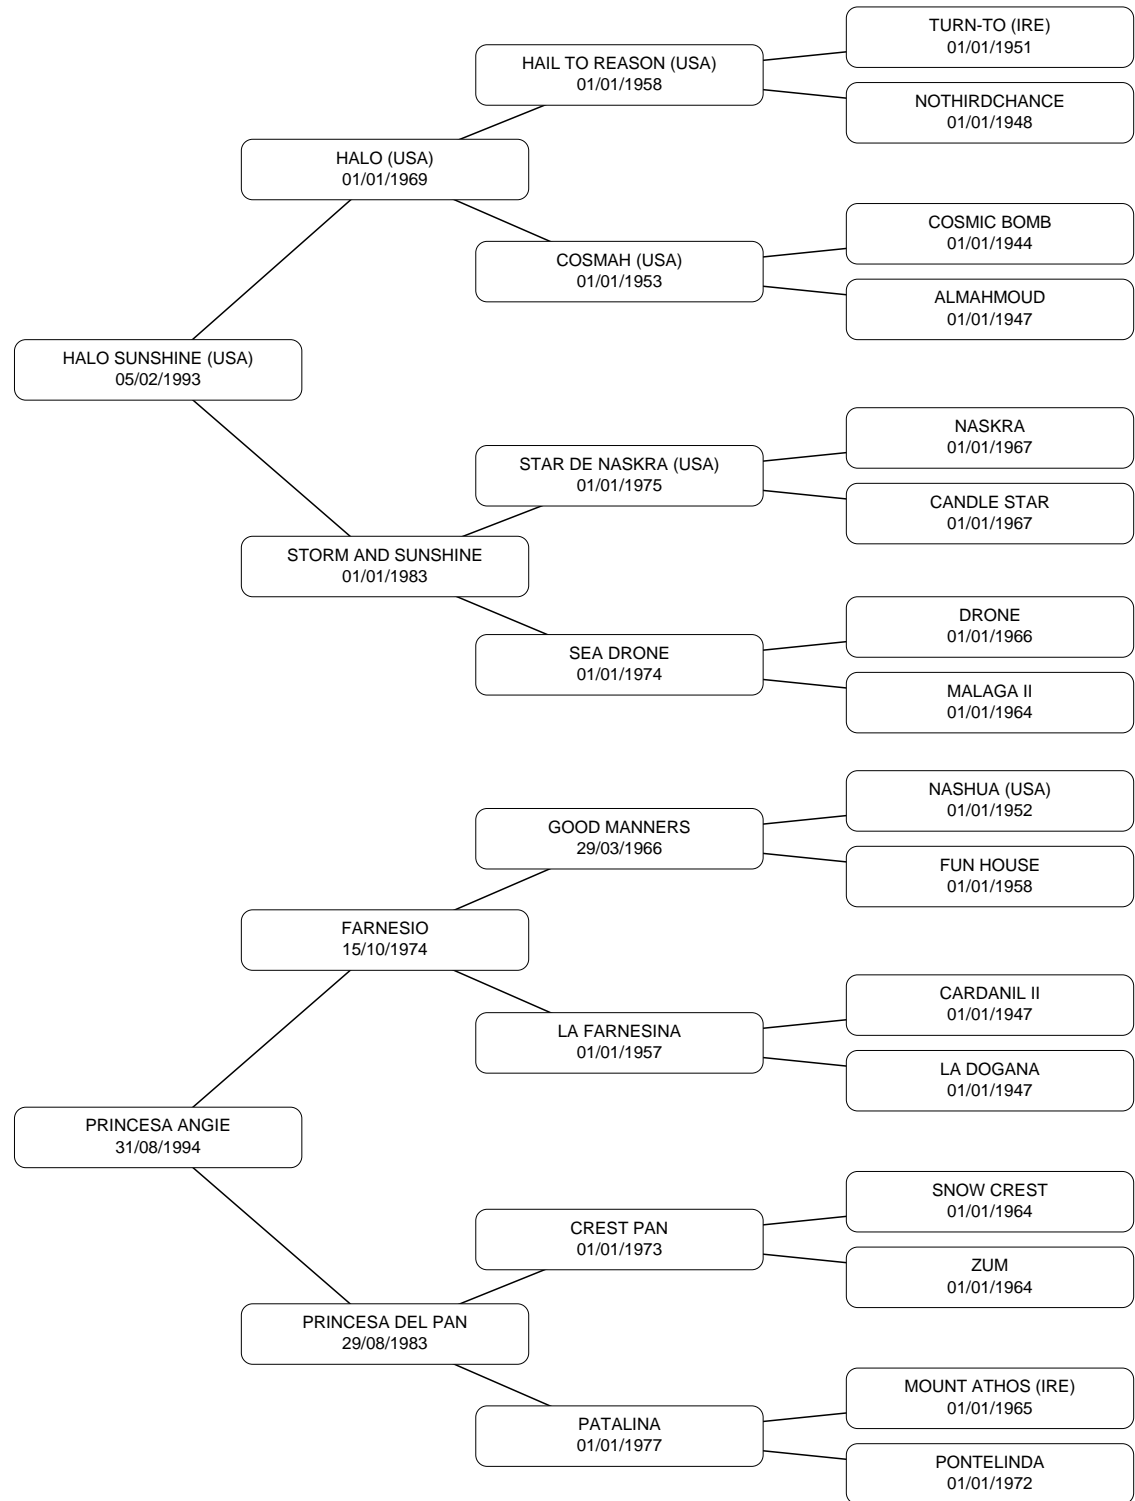 TURN-TO (IRE)
01/01/1951
HAIL TO REASON (USA)
01/01/1958
NOTHIRDCHANCE
01/01/1948
HALO (USA)
01/01/1969
COSMIC BOMB
01/01/1944
COSMAH (USA)
01/01/1953
ALMAHMOUD
01/01/1947
HALO SUNSHINE (USA)
05/02/1993
NASKRA
01/01/1967
STAR DE NASKRA (USA)
01/01/1975
CANDLE STAR
01/01/1967
STORM AND SUNSHINE
01/01/1983
DRONE
01/01/1966
SEA DRONE
01/01/1974
MALAGA II
01/01/1964
NASHUA (USA)
01/01/1952
GOOD MANNERS
29/03/1966
FUN HOUSE
01/01/1958
FARNESIO
15/10/1974
CARDANIL II
01/01/1947
LA FARNESINA
01/01/1957
LA DOGANA
01/01/1947
PRINCESA ANGIE
31/08/1994
SNOW CREST
01/01/1964
CREST PAN
01/01/1973
ZUM
01/01/1964
PRINCESA DEL PAN
29/08/1983
MOUNT ATHOS (IRE)
01/01/1965
PATALINA
01/01/1977
PONTELINDA
01/01/1972